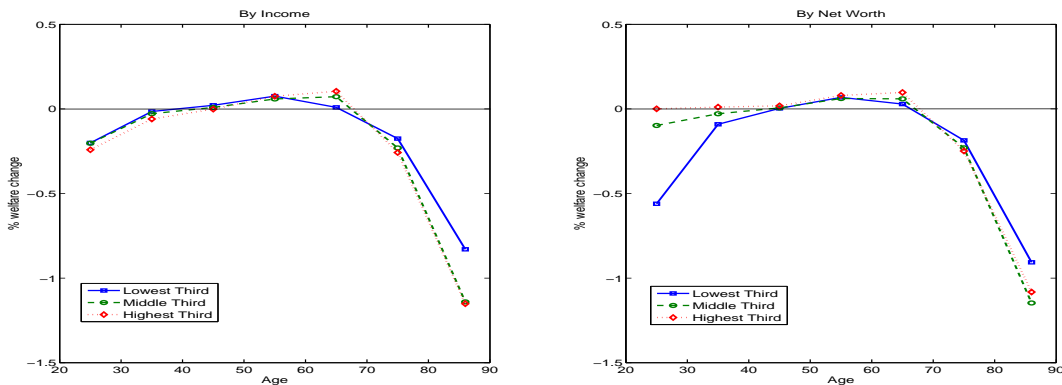 By Income
0.5
0
−0.5
−1
−1.5
% welfare change
Lowest Third
Middle Third
Highest Third
20 30 40 50 60 70 80 90
Age
By Net Worth
0.5
0
−0.5
−1
−1.5
% welfare change
Lowest Third
Middle Third
Highest Third
20 30 40 50 60 70 80 90
Age